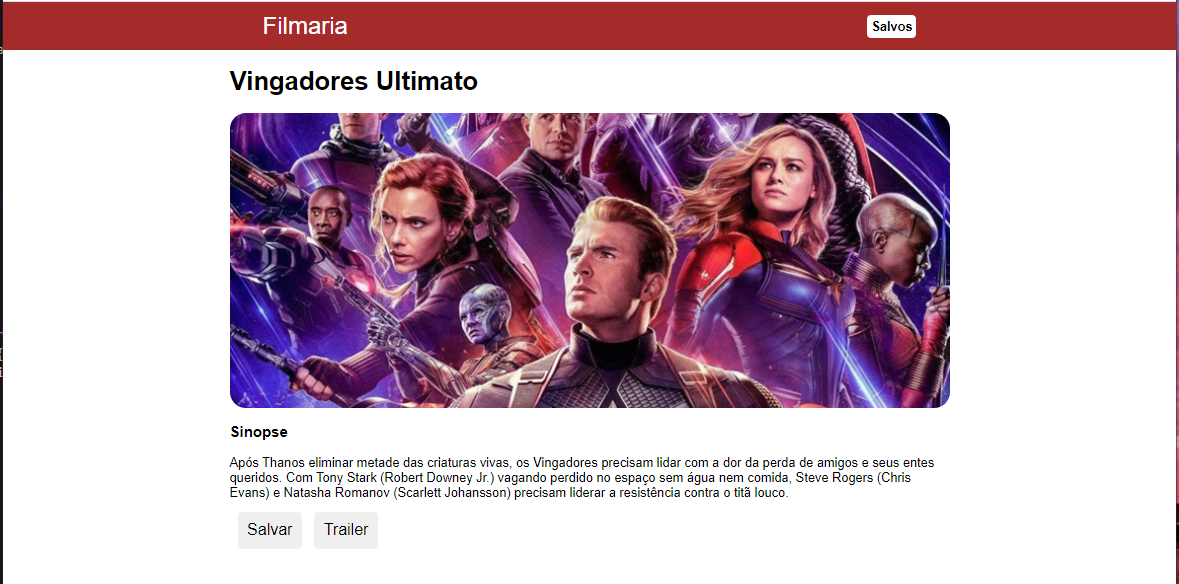 Filmaria
Salvos
Vingadores Ultimato
Sinopse
Após Thanos eliminar metade das criaturas vivas, os Vingadores precisam lidar com a dor da perda de amigos e seus entes
queridos. Com Tony Stark (Robert Downey Jr.) vagando perdido no espaço sem água nem comida, Steve Rogers (Chris
Evans) e Natasha Romanov (Scarlett Johansson) precisam liderar a resistência contra o titã louco.
Salvar
Trailer